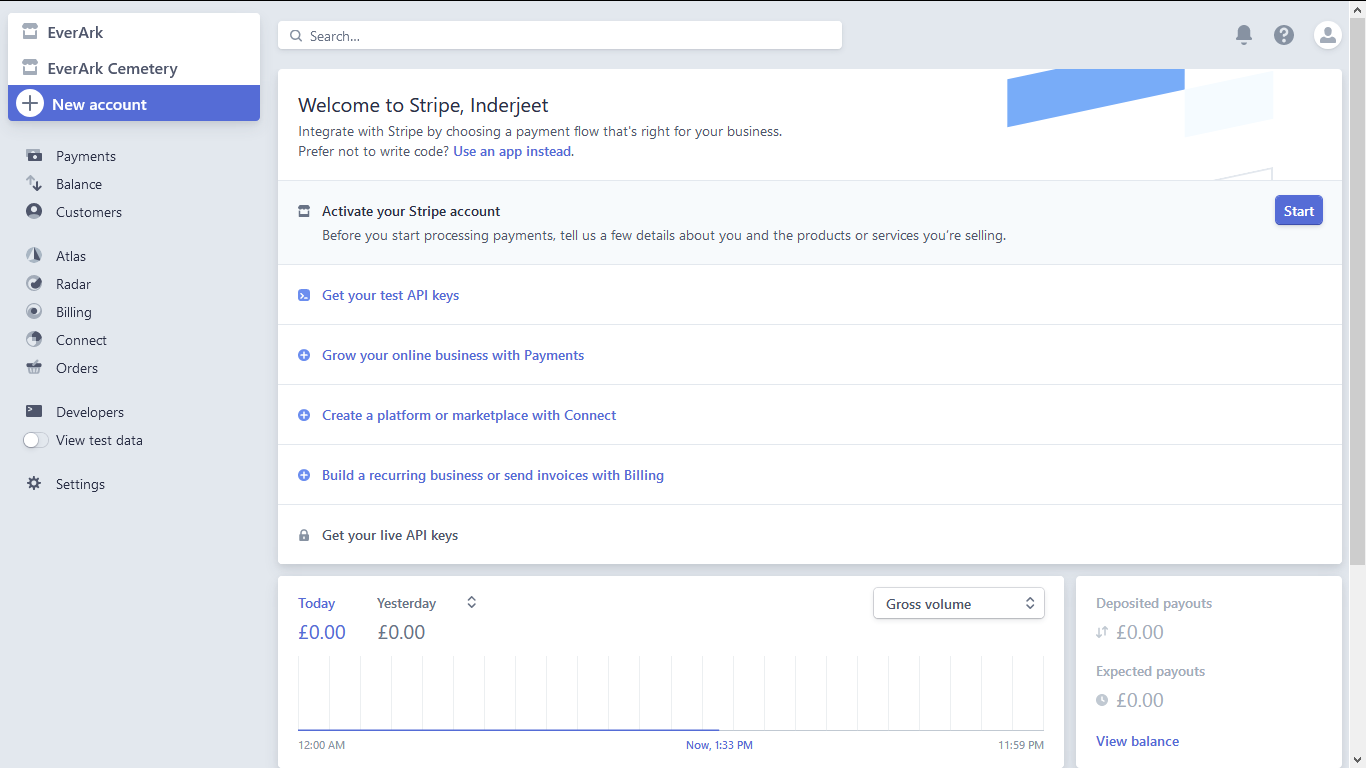 EverArk
EverArk Cemetery
New account
Payments
Balance
Customers
Atlas
Radar
Billing
Connect
Orders
Developers
View test data
Settings
Search...
Welcome to Stripe, Inderjeet
Integrate with Stripe by choosing a payment flow that's right for your business.
Prefer not to write code? Use an app instead.
Activate your Stripe account
Start
Before you start processing payments, tell us a few details about you and the products or services you're selling.
Get your test API keys
Grow your online business with Payments
Create a platform or marketplace with Connect
Build a recurring business or send invoices with Billing
Get your live API keys
Today Yesterday
£0.00 £0.00
Gross volume
12:00 AM Now, 1:33 PM 11:59 PM
Deposited payouts
£0.00
Expected payouts
£0.00
View balance